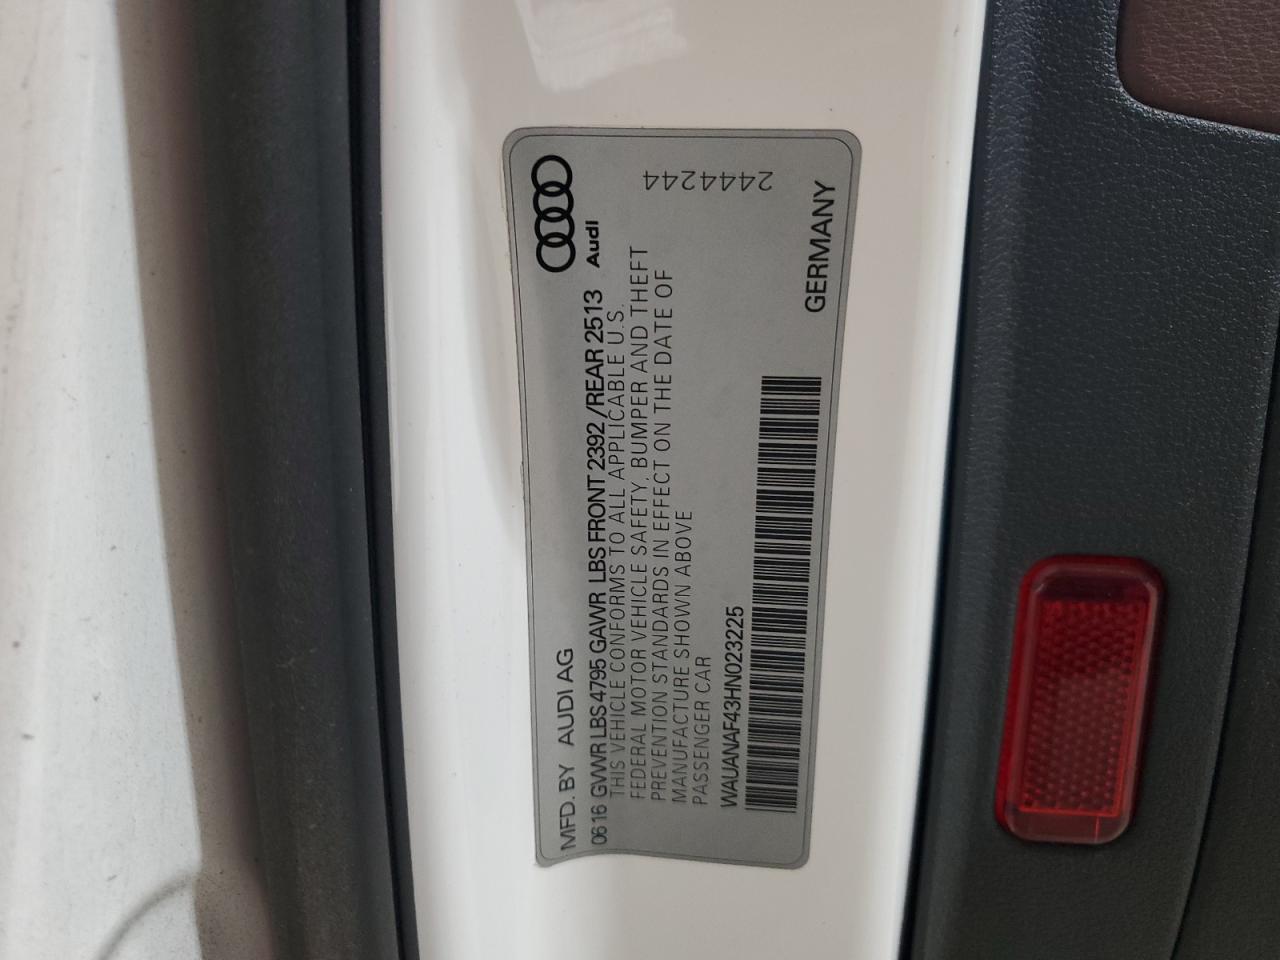 MFD. BY AUDI AG
Audi
0616 GVWR LBS 4795 GAWR LBS FRONT 2392 /REAR 2513
THIS VEHICLE CONFORMS TO ALL APPLICABLE U.S.
FEDERAL MOTOR VEHICLE SAFETY, BUMPER AND THEFT
PREVENTION STANDARDS IN EFFECT ON THE DATE OF
MANUFACTURE SHOWN ABOVE
PASSENGER CAR
2444244
WAUANAF43HN023225
GERMANY